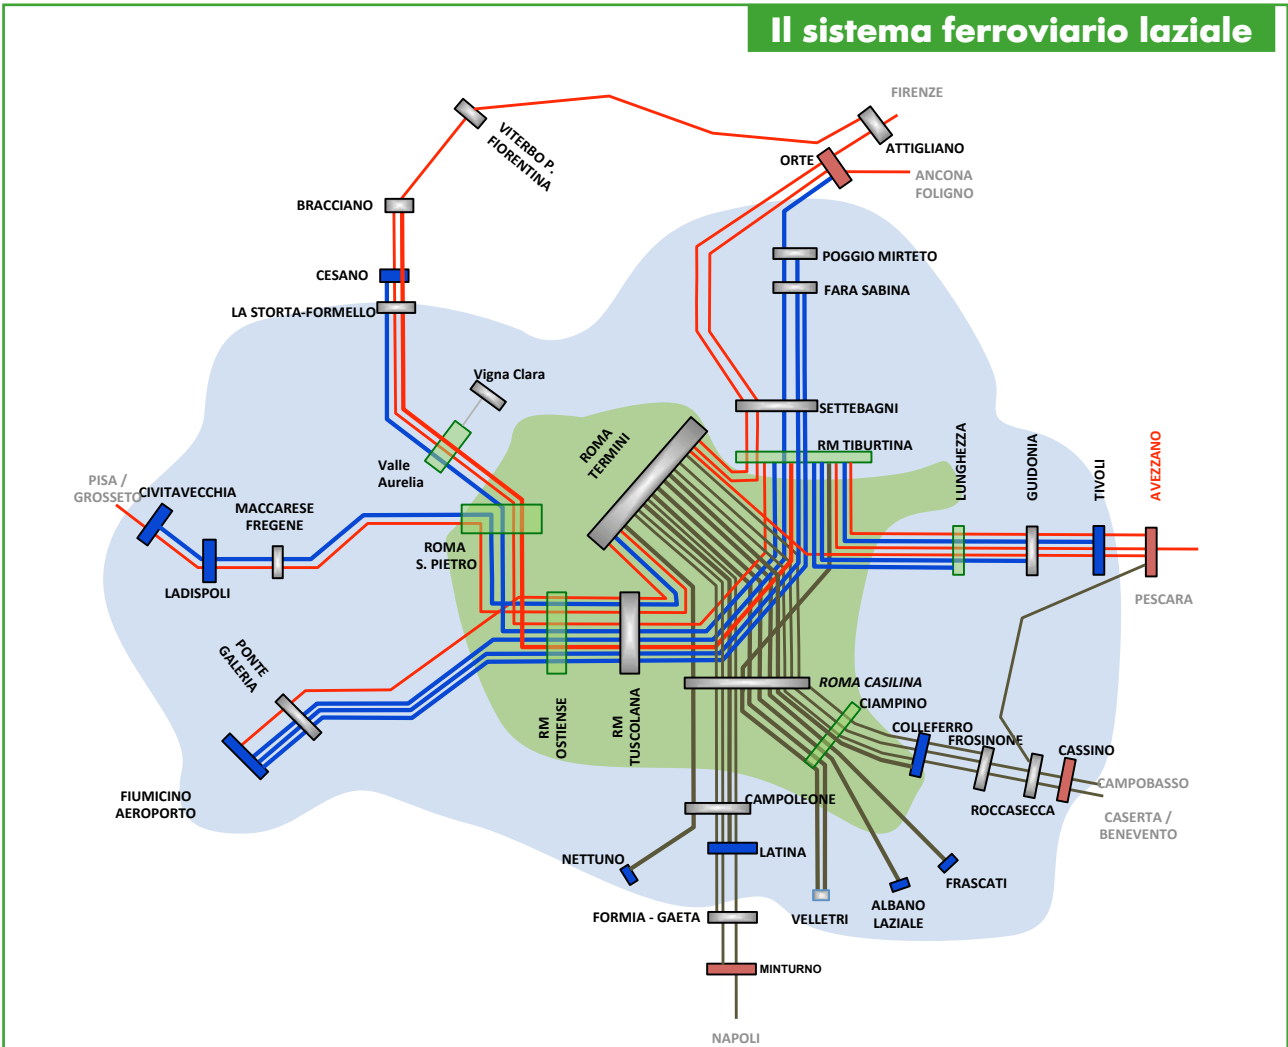 Il sistema ferroviario laziale
FIRENZE
VITERBO P.
FIORENTINA
ATTIGLIANO
ORTE
ANCONA
FOLIGNO
BRACCIANO
POGGIO MIRTETO
CESANO
FARA SABINA
LA STORTA-FORMELLO
Vigna Clara
SETTEBAGNI
ROMA
TERMINI
RM TIBURTINA
LUNGHEZZA
GUIDONIA
TIVOLI
AVEZZANO
Valle
Aurelia
PISA /
GROSSETO
CIVITAVECCHIA
MACCARESE
FREGENE
ROMA
S. PIETRO
LADISPOLI
PESCARA
PONTE
GALERIA
ROMA CASILINA
RM
OSTIENSE
RM
TUSCOLANA
CIAMPINO
COLLEFERRO
FROSINONE
CASSINO
CAMPOBASSO
ROCCASECCA
CASERTA /
BENEVENTO
FIUMICINO
AEROPORTO
CAMPOLEONE
LATINA
NETTUNO
FRASCATI
ALBANO
LAZIALE
VELLETRI
FORMIA - GAETA
MINTURNO
NAPOLI